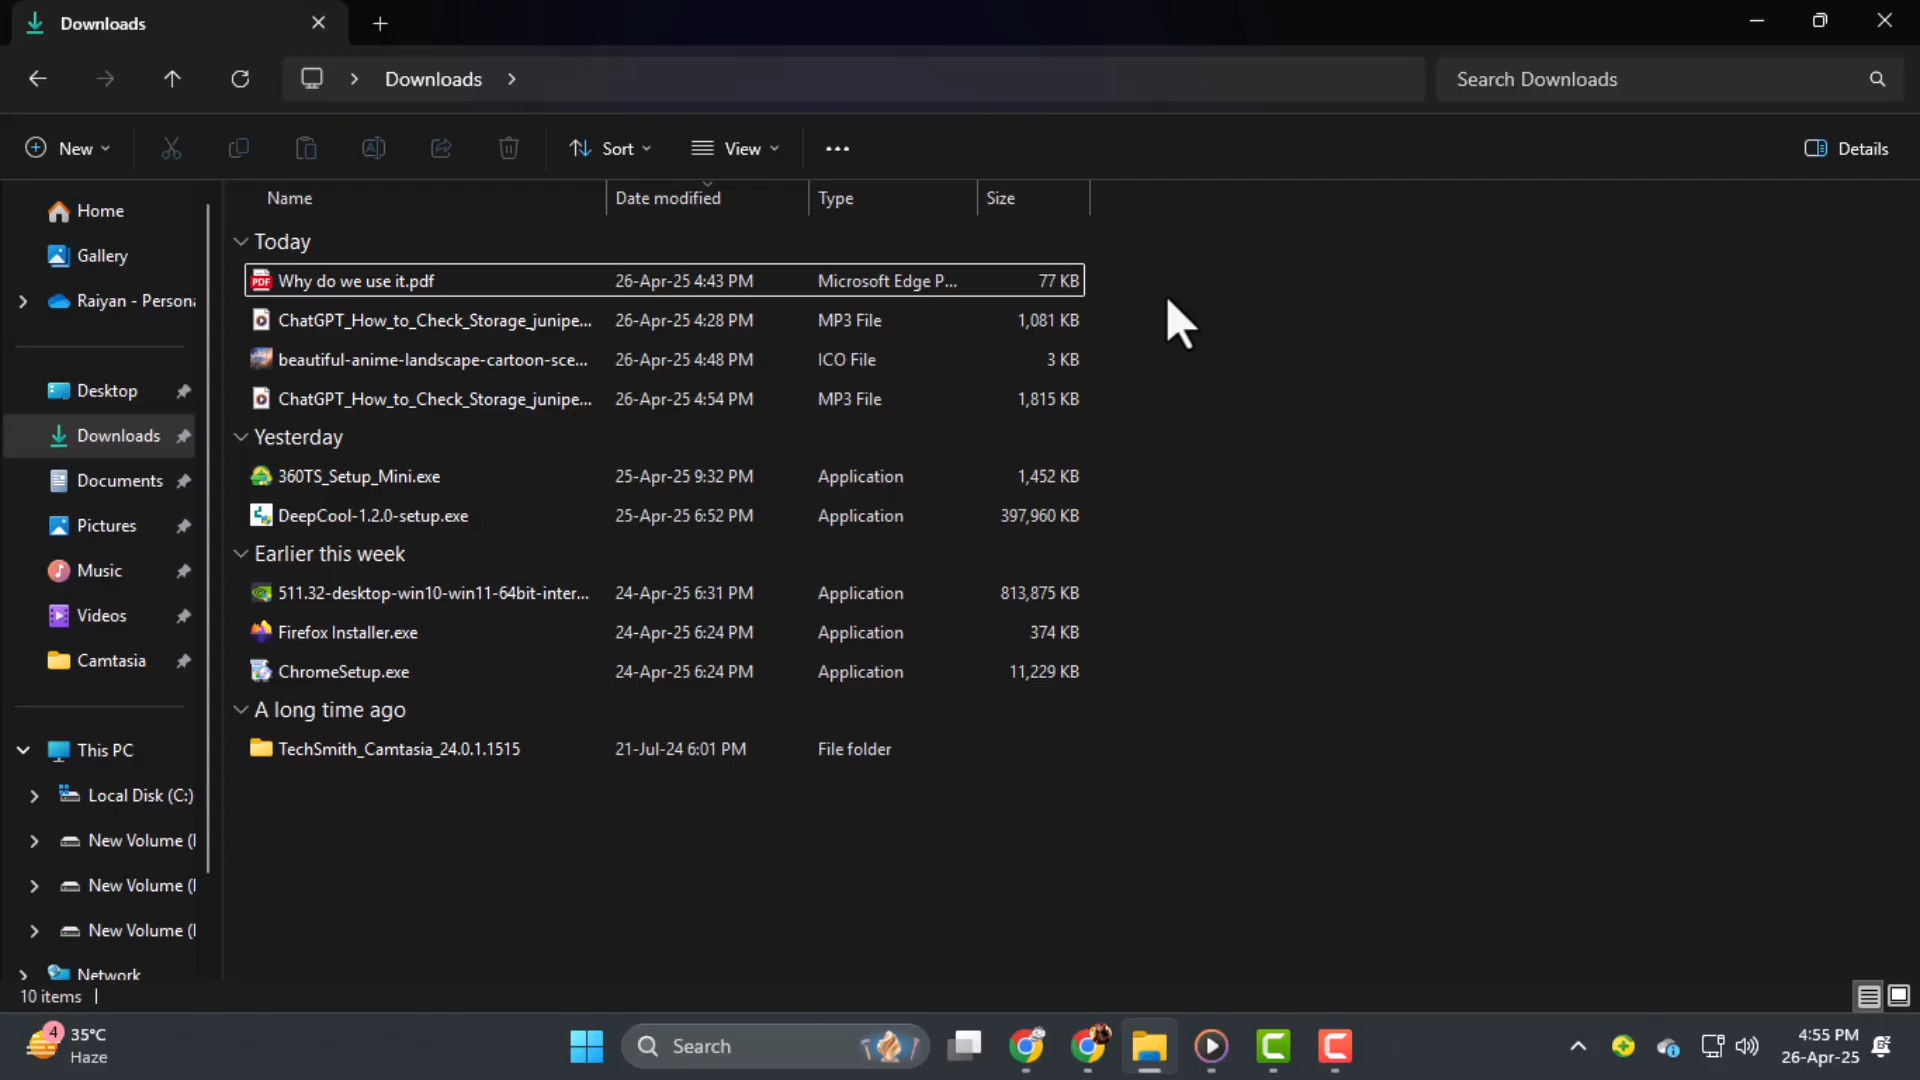 Downloads
Downloads
Search Downloads
New
Sort
View
Details
Home
Gallery
Raiyan - Persona
Desktop
Downloads
Documents
Pictures
Music
Videos
Camtasia
This PC
Local Disk (C:)
New Volume (
New Volume (
New Volume (
Network
Name Date modified Type Size
Today
Why do we use it.pdf 26-Apr-25 4:43 PM Microsoft Edge P... 77 KB
ChatGPT_How_to_Check_Storage_junipe... 26-Apr-25 4:28 PM MP3 File 1,081 KB
beautiful-anime-landscape-cartoon-sce... 26-Apr-25 4:48 PM ICO File 3 KB
ChatGPT_How_to_Check_Storage_junipe... 26-Apr-25 4:54 PM MP3 File 1,815 KB
Yesterday
360TS_Setup_Mini.exe 25-Apr-25 9:32 PM Application 1,452 KB
DeepCool-1.2.0-setup.exe 25-Apr-25 6:52 PM Application 397,960 KB
Earlier this week
511.32-desktop-win10-win11-64bit-inter... 24-Apr-25 6:31 PM Application 813,875 KB
Firefox Installer.exe 24-Apr-25 6:24 PM Application 374 KB
ChromeSetup.exe 24-Apr-25 6:24 PM Application 11,229 KB
A long time ago
TechSmith_Camtasia_24.0.1.1515 21-Jul-24 6:01 PM File folder
10 items
4
35°C
Haze
Search
4:55 PM
26-Apr-25